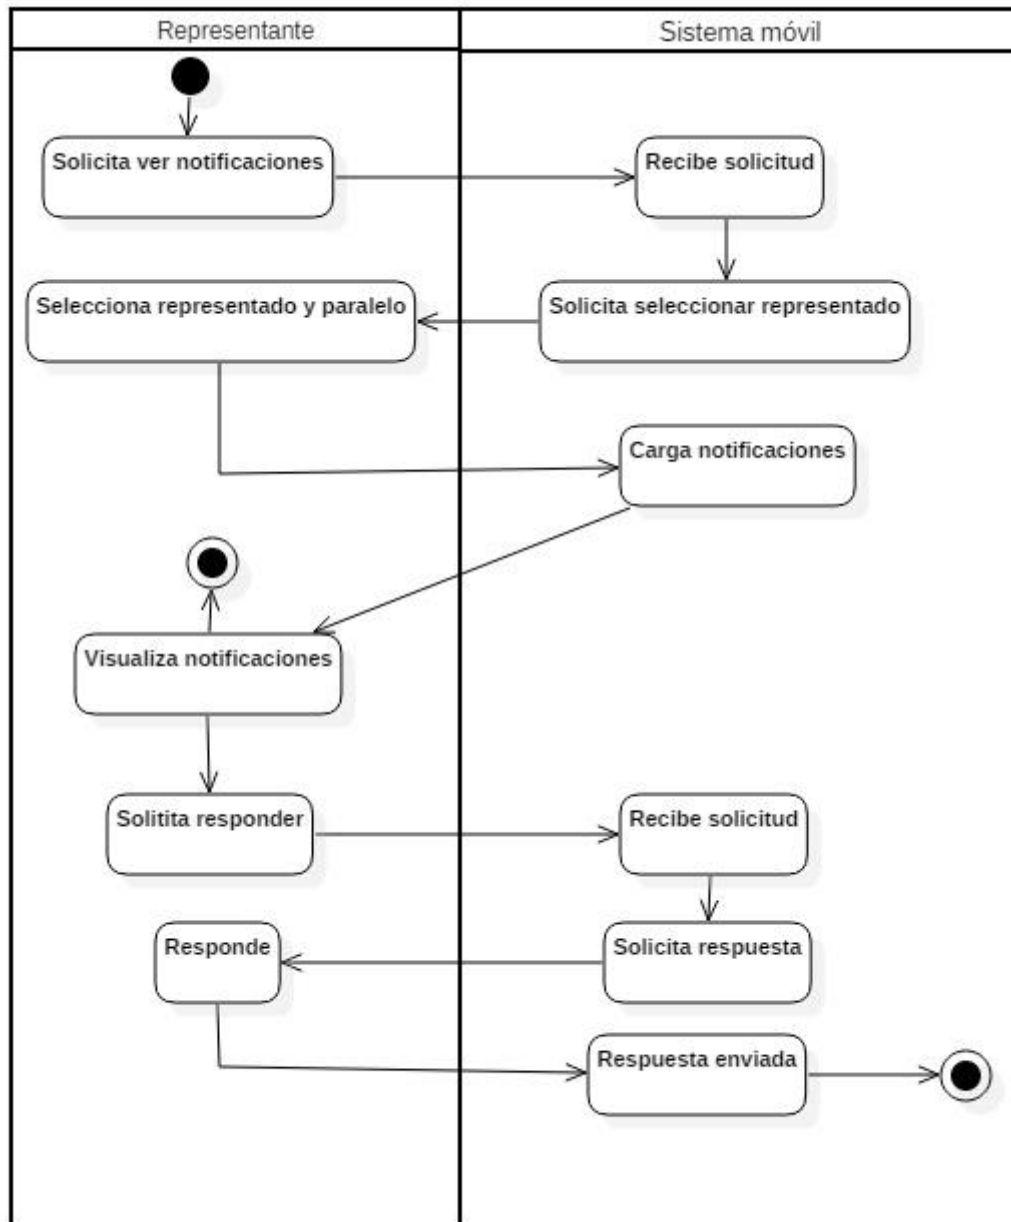 Representante
Sistema móvil
Solicita ver notificaciones
Recibe solicitud
Selecciona representado y paralelo
Solicita seleccionar representado
Carga notificaciones
Visualiza notificaciones
Solitita responder
Recibe solicitud
Responde
Solicita respuesta
Respuesta enviada